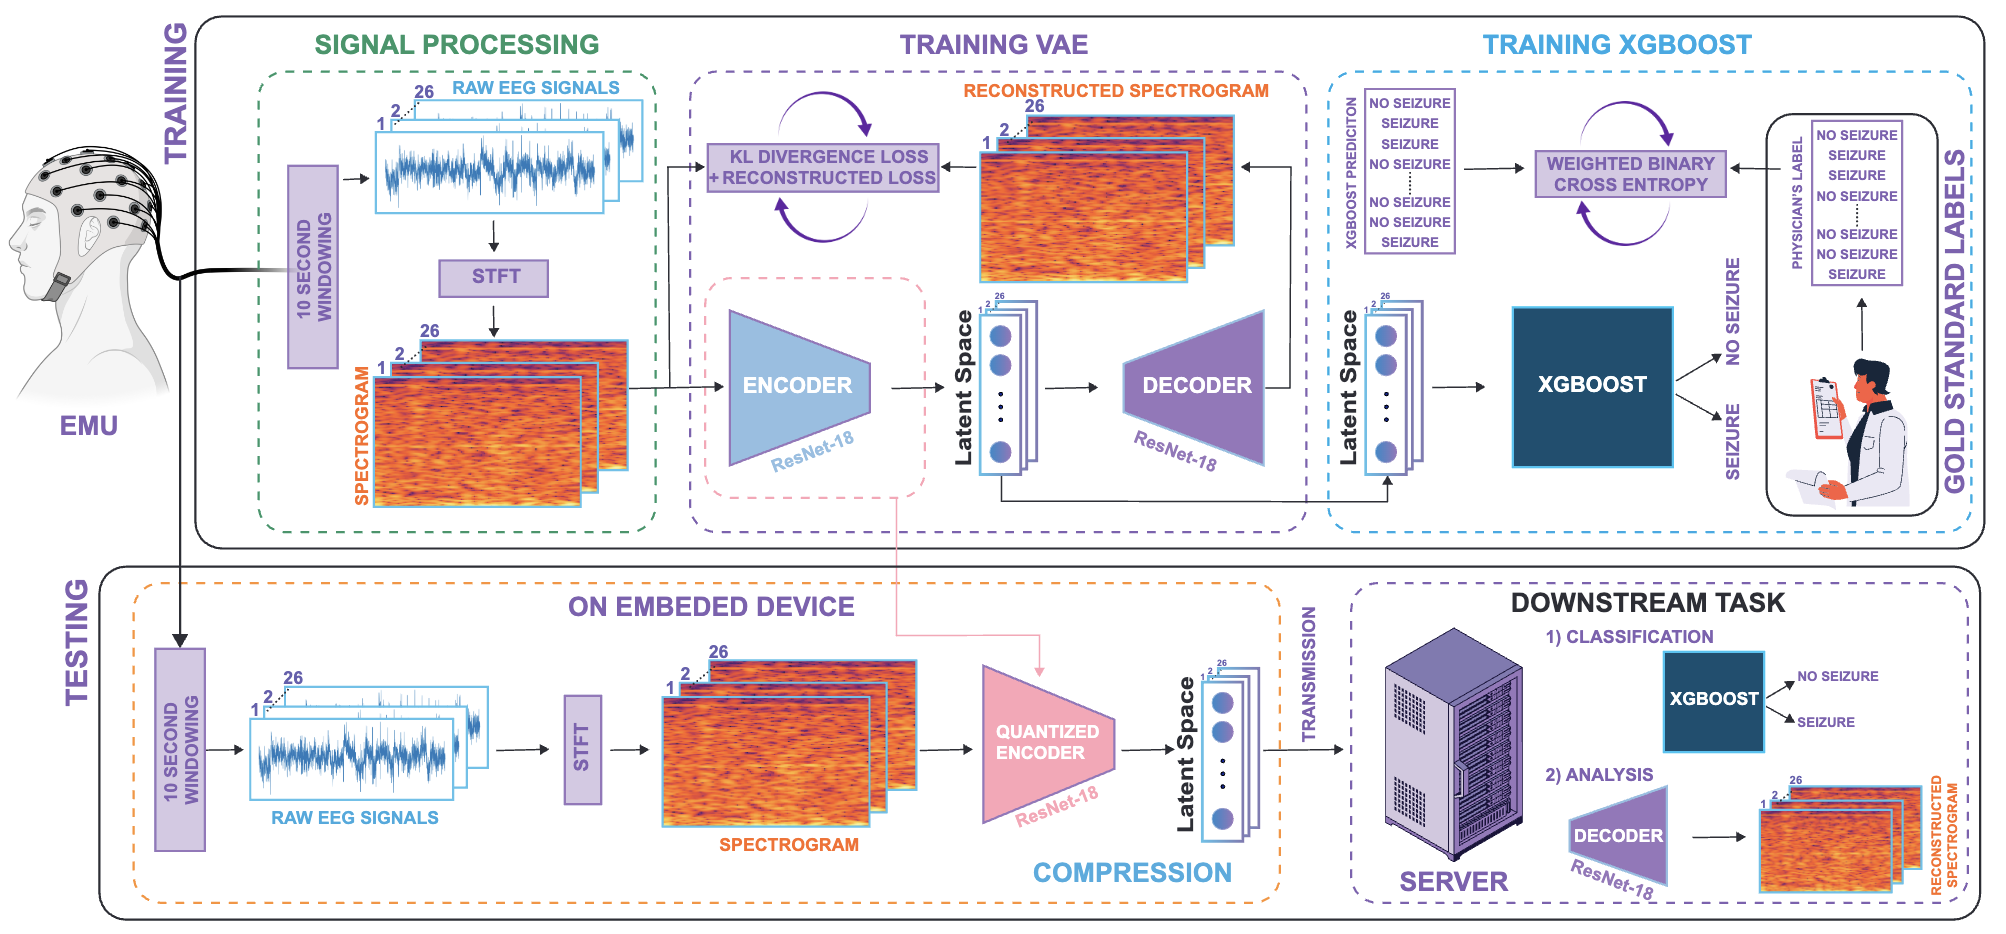 TRAINING
SIGNAL PROCESSING
RAW EEG SIGNALS
1
2
26
10 SECOND
WINDOWING
STFT
SPECTROGRAM
1
2
26
EMU
TRAINING VAE
RECONSTRUCTED SPECTROGRAM
1
2
26
KL DIVERGENCE LOSS
+ RECONSTRUCTED LOSS
ENCODER
ResNet-18
Latent Space
1
2
26
DECODER
ResNet-18
TRAINING XGBOOST
XGBOOST PREDICITON
NO SEIZURE
SEIZURE
SEIZURE
NO SEIZURE
NO SEIZURE
NO SEIZURE
SEIZURE
WEIGHTED BINARY
CROSS ENTROPY
PHYSICIAN'S LABEL
NO SEIZURE
SEIZURE
SEIZURE
NO SEIZURE
NO SEIZURE
NO SEIZURE
SEIZURE
GOLD STANDARD LABELS
Latent Space
1
2
26
XGBOOST
NO SEIZURE
SEIZURE
TESTING
ON EMBEDED DEVICE
10 SECOND
WINDOWING
1
2
26
RAW EEG SIGNALS
STFT
1
2
26
SPECTROGRAM
QUANTIZED
ENCODER
ResNet-18
Latent Space
1
2
26
COMPRESSION
TRANSMISSION
DOWNSTREAM TASK
SERVER
1) CLASSIFICATION
XGBOOST
NO SEIZURE
SEIZURE
2) ANALYSIS
DECODER
ResNet-18
1
2
26
RECONSTRUCTED
SPECTROGRAM